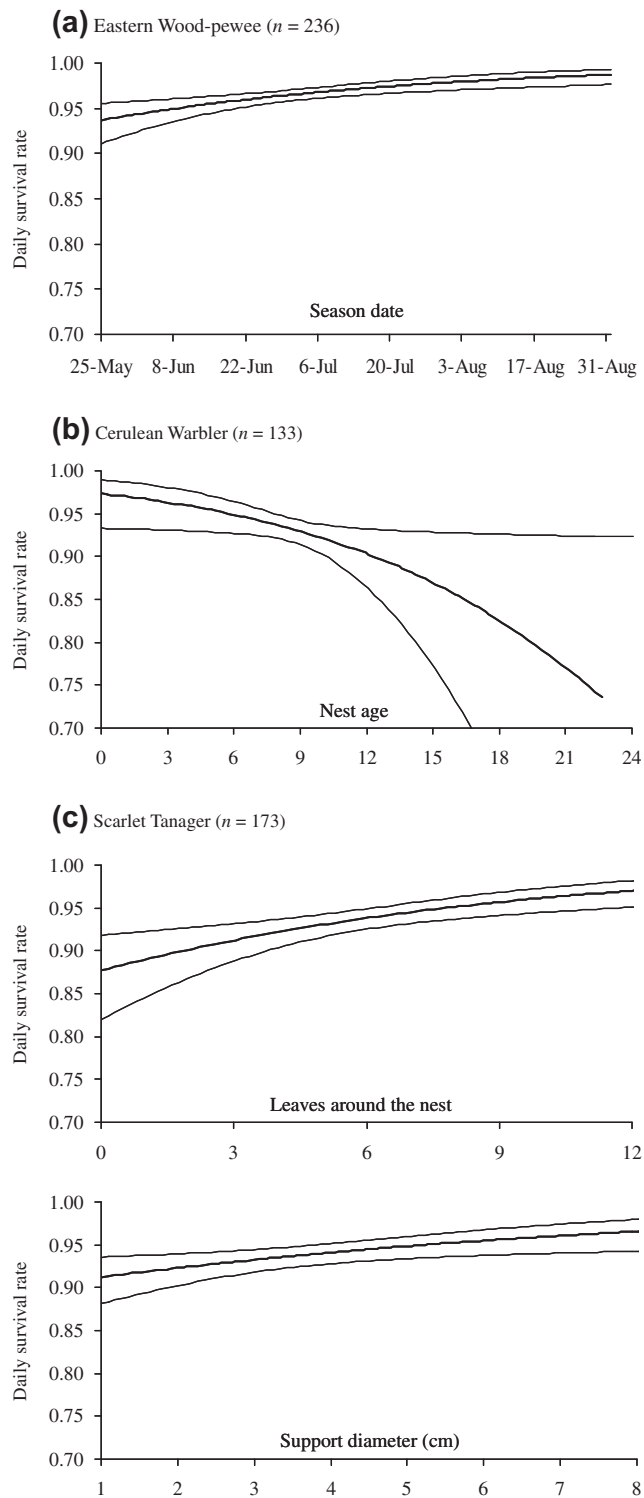 (a) Eastern Wood-pewee (n = 236)
1.00
0.95
0.90
0.85
0.80
0.75
0.70
Daily survival rate
Season date
25-May 8-Jun 22-Jun 6-Jul 20-Jul 3-Aug 17-Aug 31-Aug
(b) Cerulean Warbler (n = 133)
1.00
0.95
0.90
0.85
0.80
0.75
0.70
Daily survival rate
Nest age
0 3 6 9 12 15 18 21 24
(c) Scarlet Tanager (n = 173)
1.00
0.95
0.90
0.85
0.80
0.75
0.70
Daily survival rate
Leaves around the nest
0 3 6 9 12
1.00
0.95
0.90
0.85
0.80
0.75
0.70
Daily survival rate
Support diameter (cm)
1 2 3 4 5 6 7 8